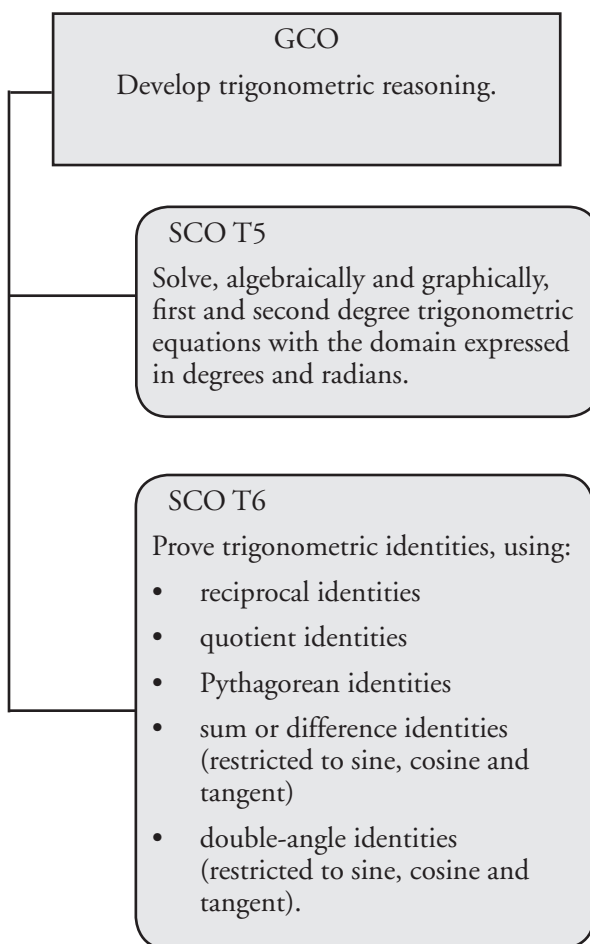 GCO
Develop trigonometric reasoning.
SCO T5
Solve, algebraically and graphically,
first and second degree trigonometric
equations with the domain expressed
in degrees and radians.
SCO T6
Prove trigonometric identities, using:
• reciprocal identities
• quotient identities
• Pythagorean identities
• sum or difference identities
(restricted to sine, cosine and
tangent)
• double-angle identities
(restricted to sine, cosine and
tangent).